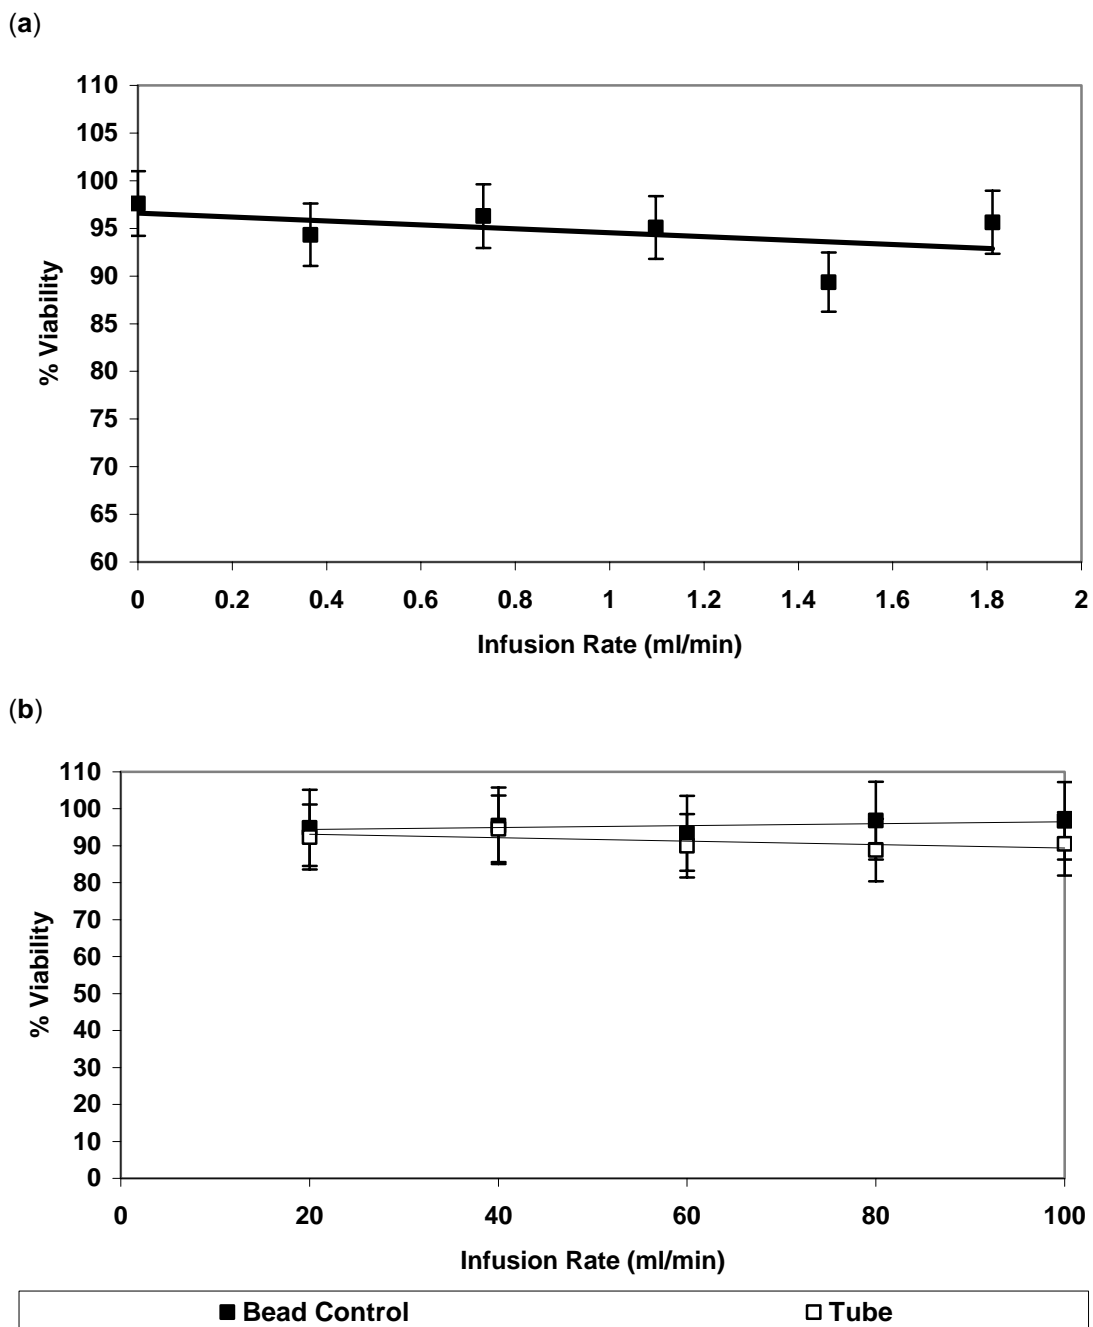 (a)
110
105
100
95
90
85
80
75
70
65
60
% Viability
0 0.2 0.4 0.6 0.8 1 1.2 1.4 1.6 1.8 2
Infusion Rate (ml/min)
(b)
110
100
90
80
70
60
50
40
30
20
10
0
% Viability
0 20 40 60 80 100
Infusion Rate (ml/min)
Bead Control Tube